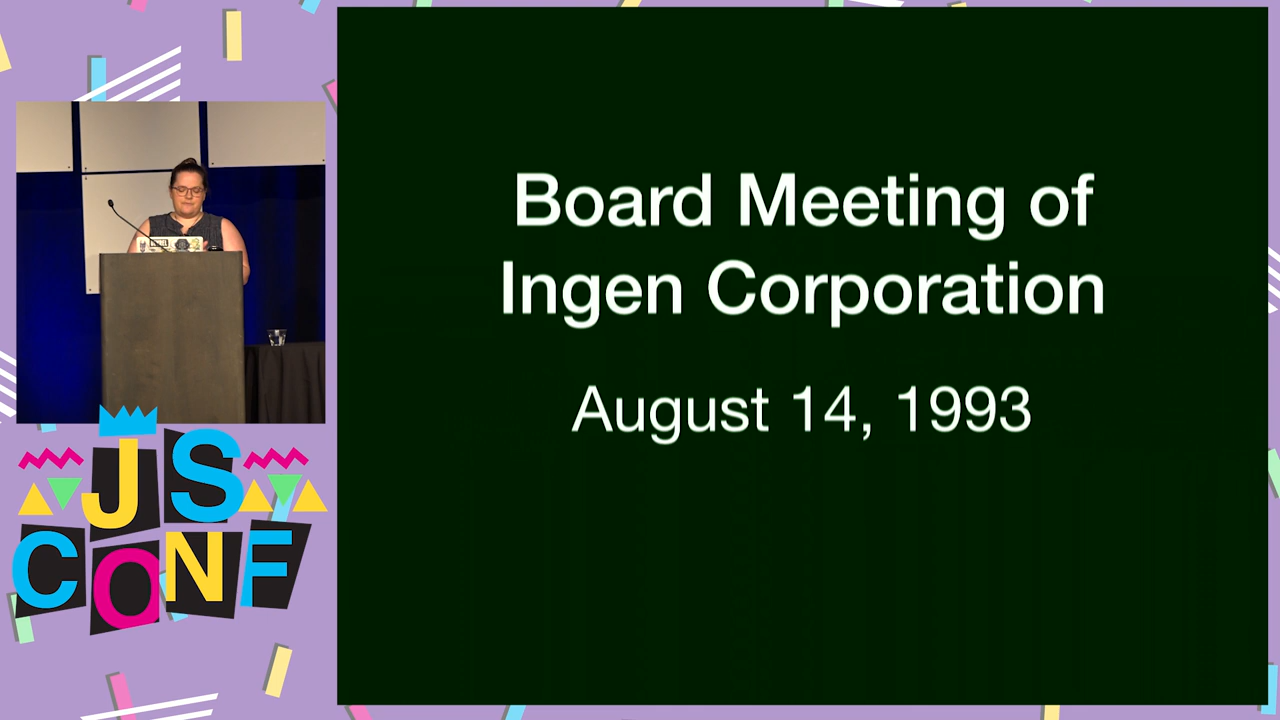 Board Meeting of
Ingen Corporation
August 14, 1993
JS
CONF